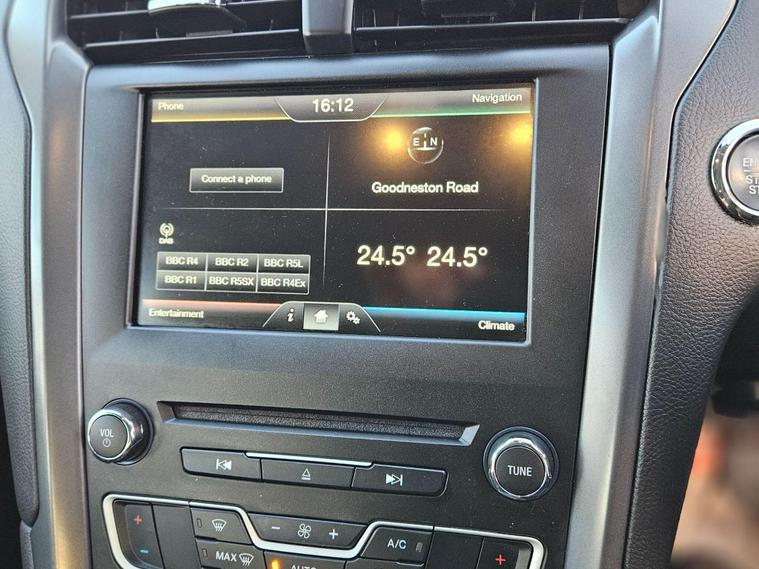 Phone 16:12 Navigation
E N
Connect a phone
Goodneston Road
DAB
24.5° 24.5°
BBC R4 BBC R2 BBC R5L
BBC R1 BBC R5SX BBC R4Ex
Entertainment i Climate
VOL
TUNE
A/C
MAX
AUTO